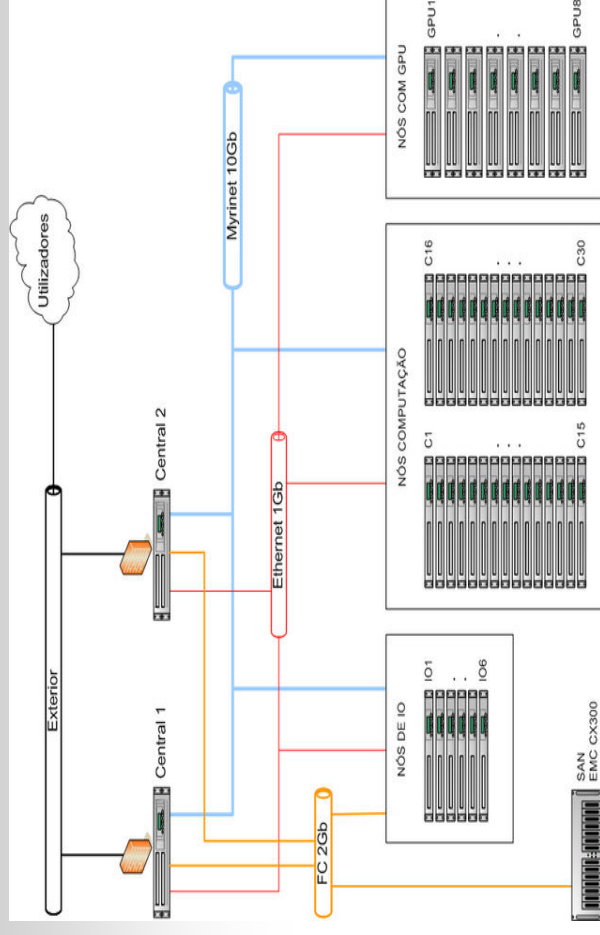 Utilizadores
Exterior
Central 1
Central 2
Myrinet 10Gb
Ethernet 1Gb
FC 2Gb
NÓS DE IO
IO1
. .
IO6
NÓS COMPUTAÇÃO
C1
. . .
C15
C16
. . .
C30
NÓS COM GPU
GPU1
. .
GPU8
SAN
EMC CX300